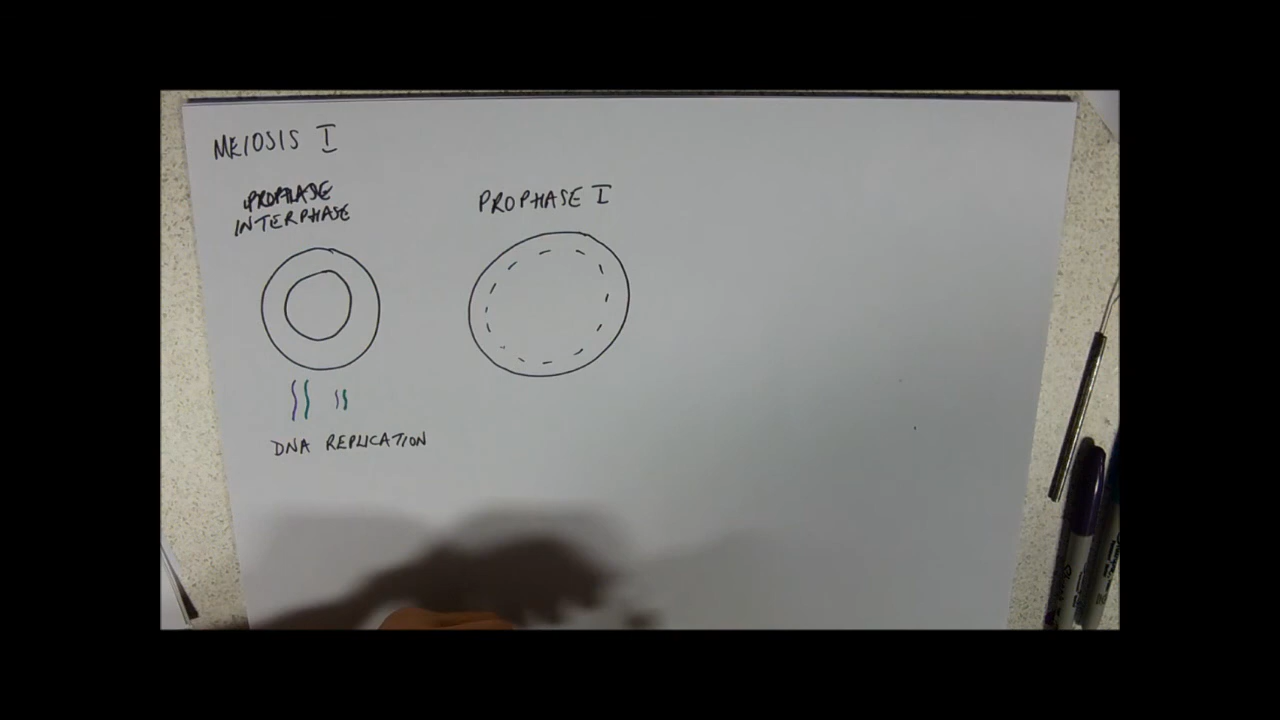 MEIOSIS I
PROPHASE
INTERPHASE
PROPHASE I
DNA REPLICATION